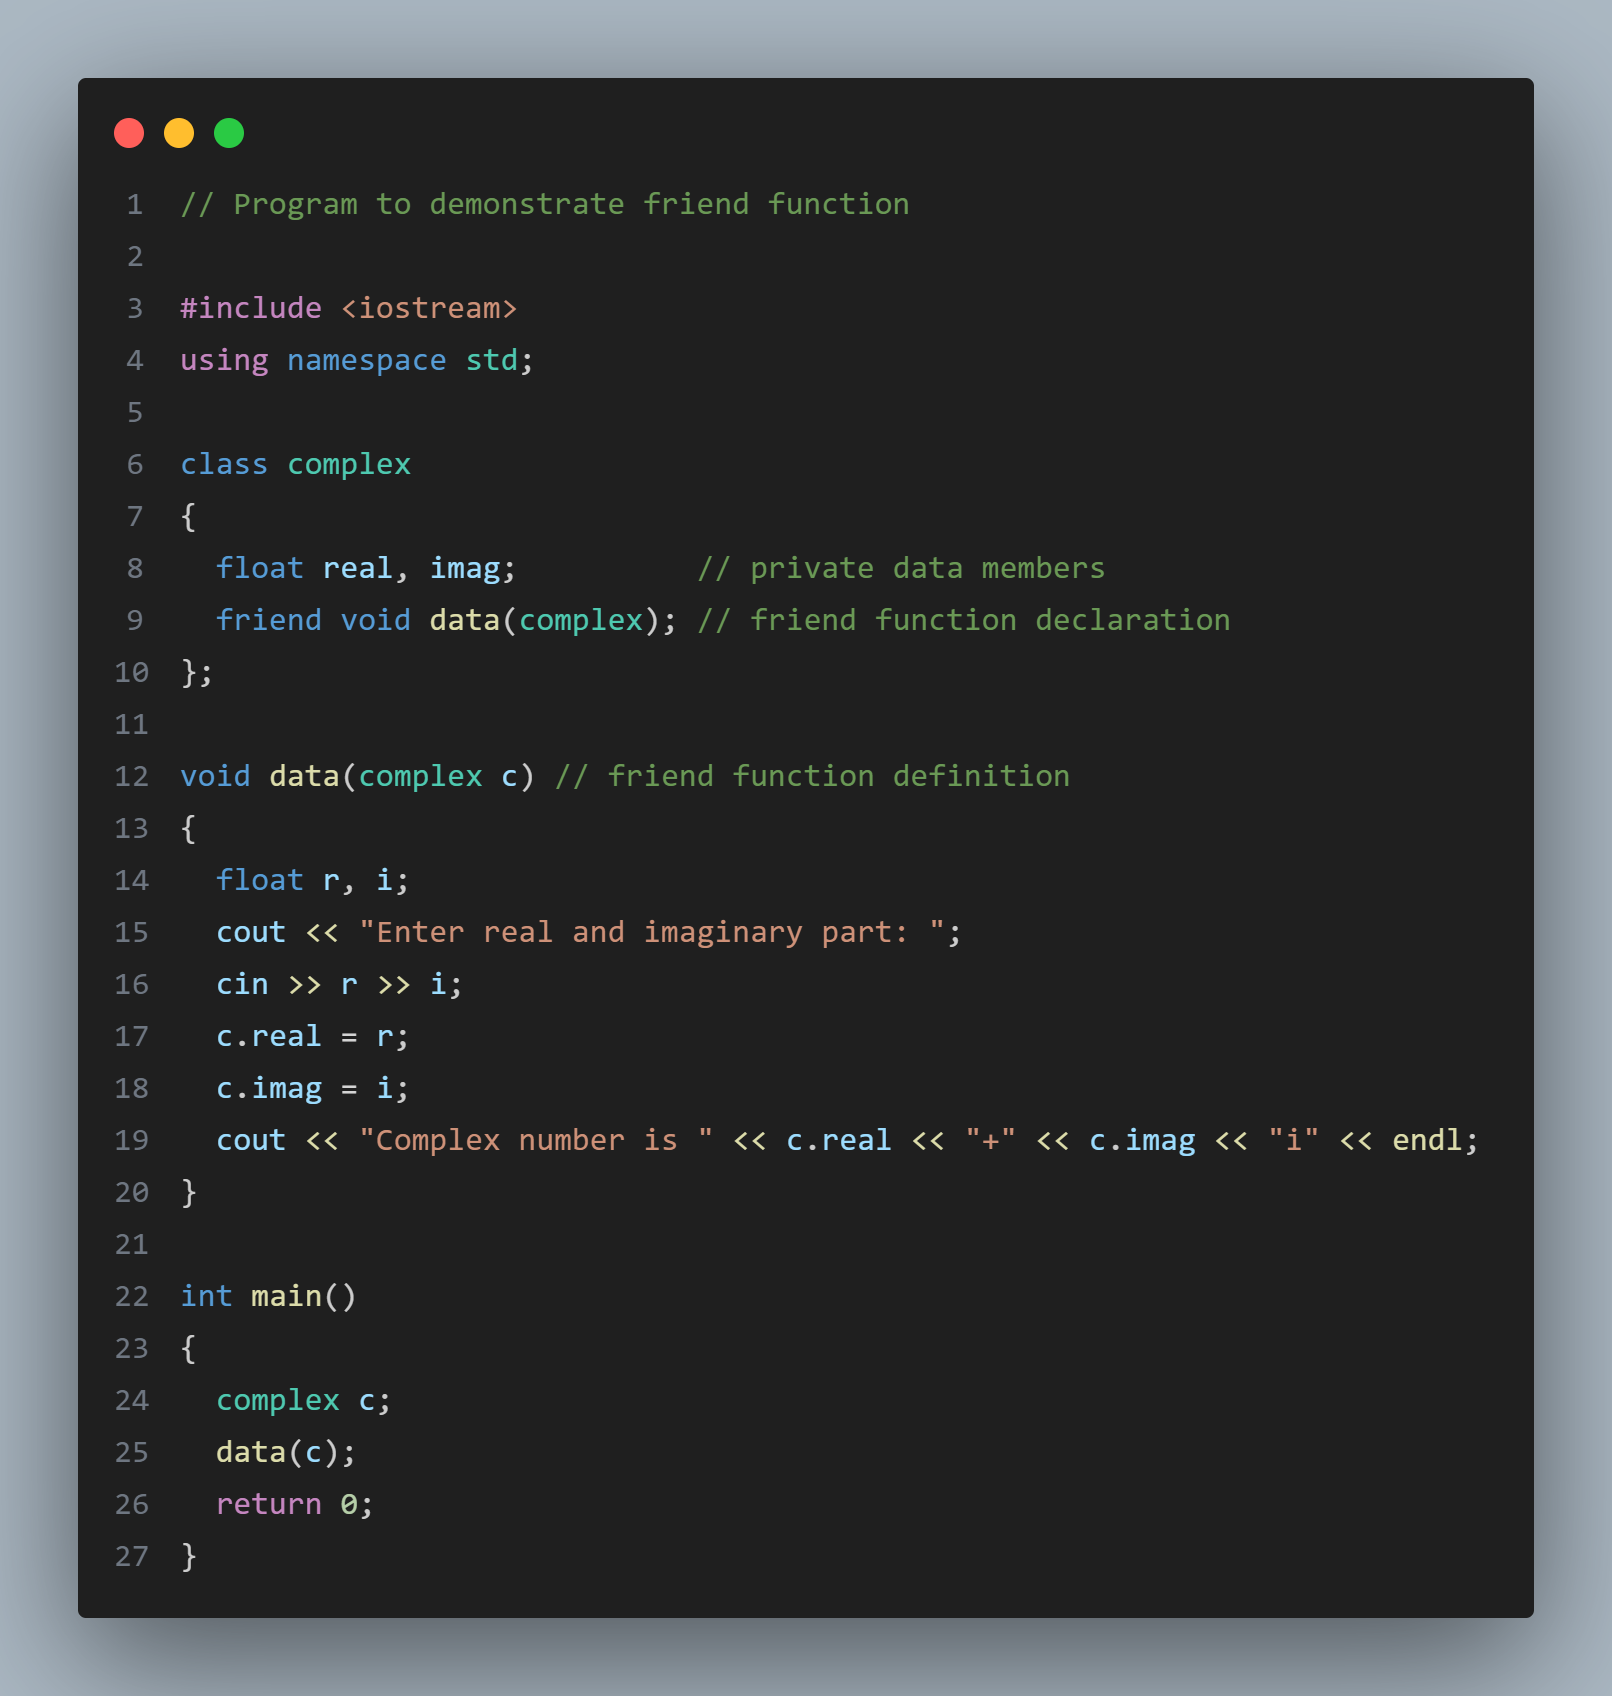 1 // Program to demonstrate friend function
2
3 #include <iostream>
4 using namespace std;
5
6 class complex
7 {
8   float real, imag;          // private data members
9   friend void data(complex); // friend function declaration
10 };
11
12 void data(complex c) // friend function definition
13 {
14   float r, i;
15   cout << "Enter real and imaginary part: ";
16   cin >> r >> i;
17   c.real = r;
18   c.imag = i;
19   cout << "Complex number is " << c.real << "+" << c.imag << "i" << endl;
20 }
21
22 int main()
23 {
24   complex c;
25   data(c);
26   return 0;
27 }